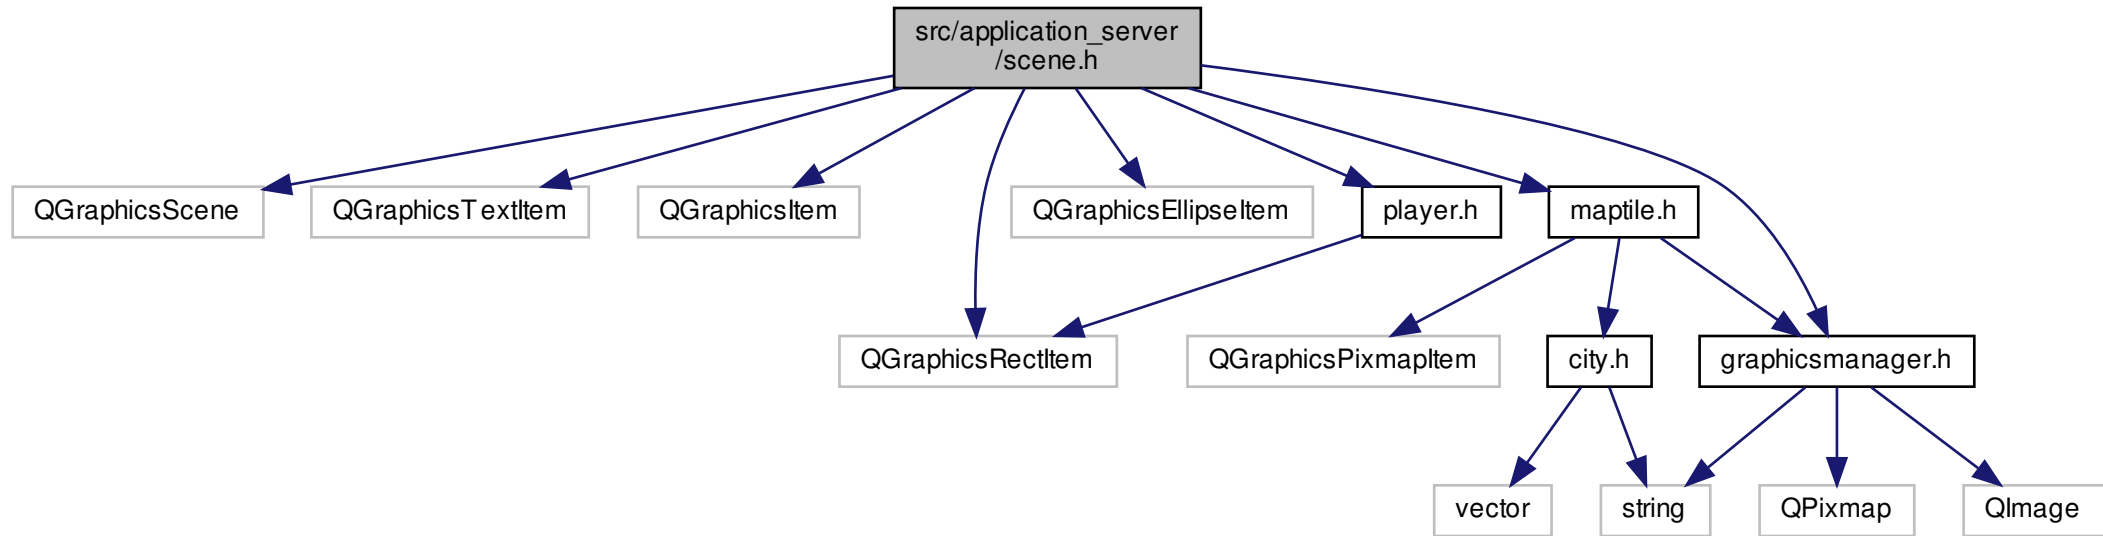 src/application_server
/scene.h
QGraphicsScene
QGraphicsTextItem
QGraphicsItem
QGraphicsEllipseItem
player.h
maptile.h
QGraphicsRectItem
QGraphicsPixmapItem
city.h
graphicsmanager.h
vector
string
QPixmap
QImage